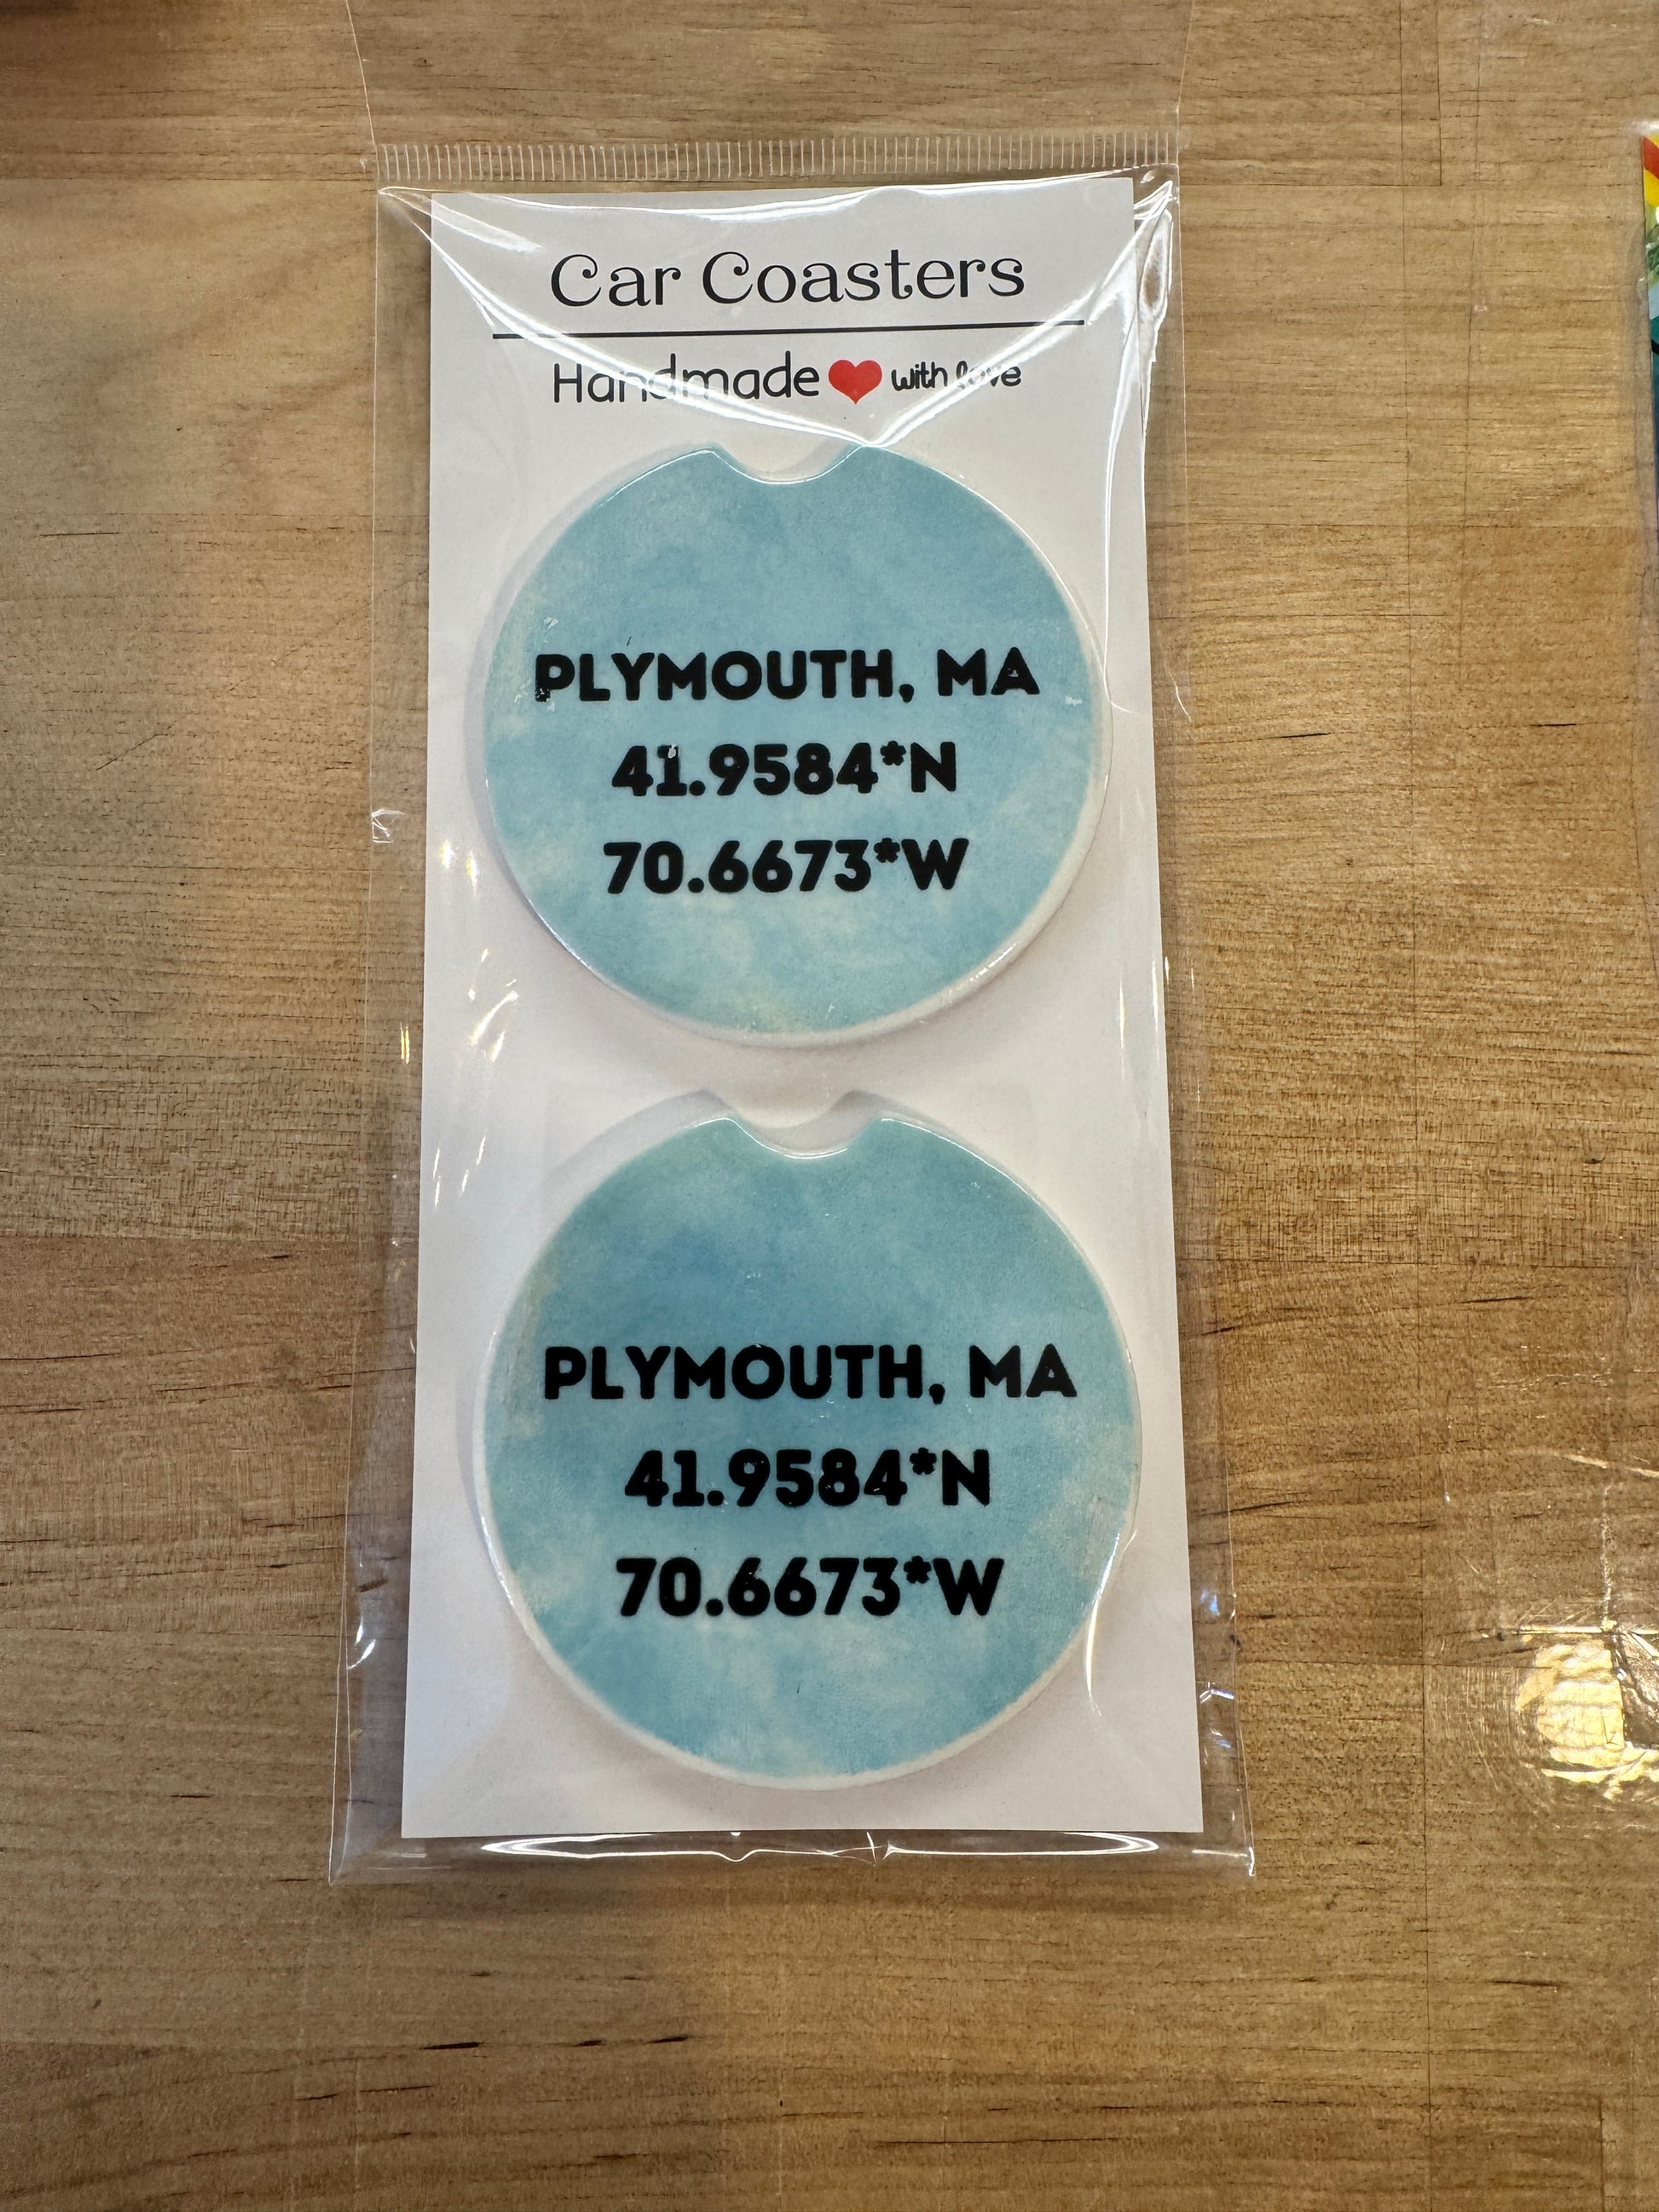 Car Coasters
Handmade with love
PLYMOUTH, MA
41.9584*N
70.6673*W
PLYMOUTH, MA
41.9584*N
70.6673*W